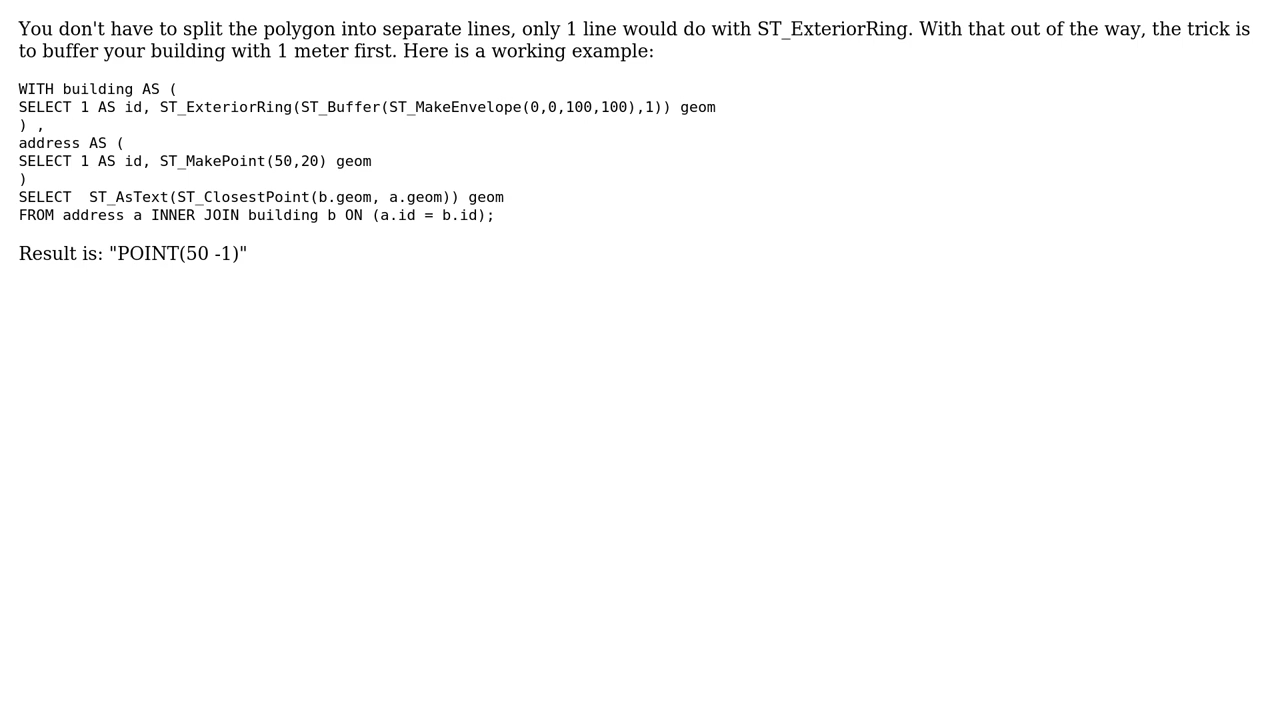 You don't have to split the polygon into separate lines, only 1 line would do with ST_ExteriorRing. With that out of the way, the trick is
to buffer your building with 1 meter first. Here is a working example:
WITH building AS (
SELECT 1 AS id, ST_ExteriorRing(ST_Buffer(ST_MakeEnvelope(0,0,100,100),1)) geom
) ,
address AS (
SELECT 1 AS id, ST_MakePoint(50,20) geom
)
SELECT  ST_AsText(ST_ClosestPoint(b.geom, a.geom)) geom
FROM address a INNER JOIN building b ON (a.id = b.id);
Result is: "POINT(50 -1)"